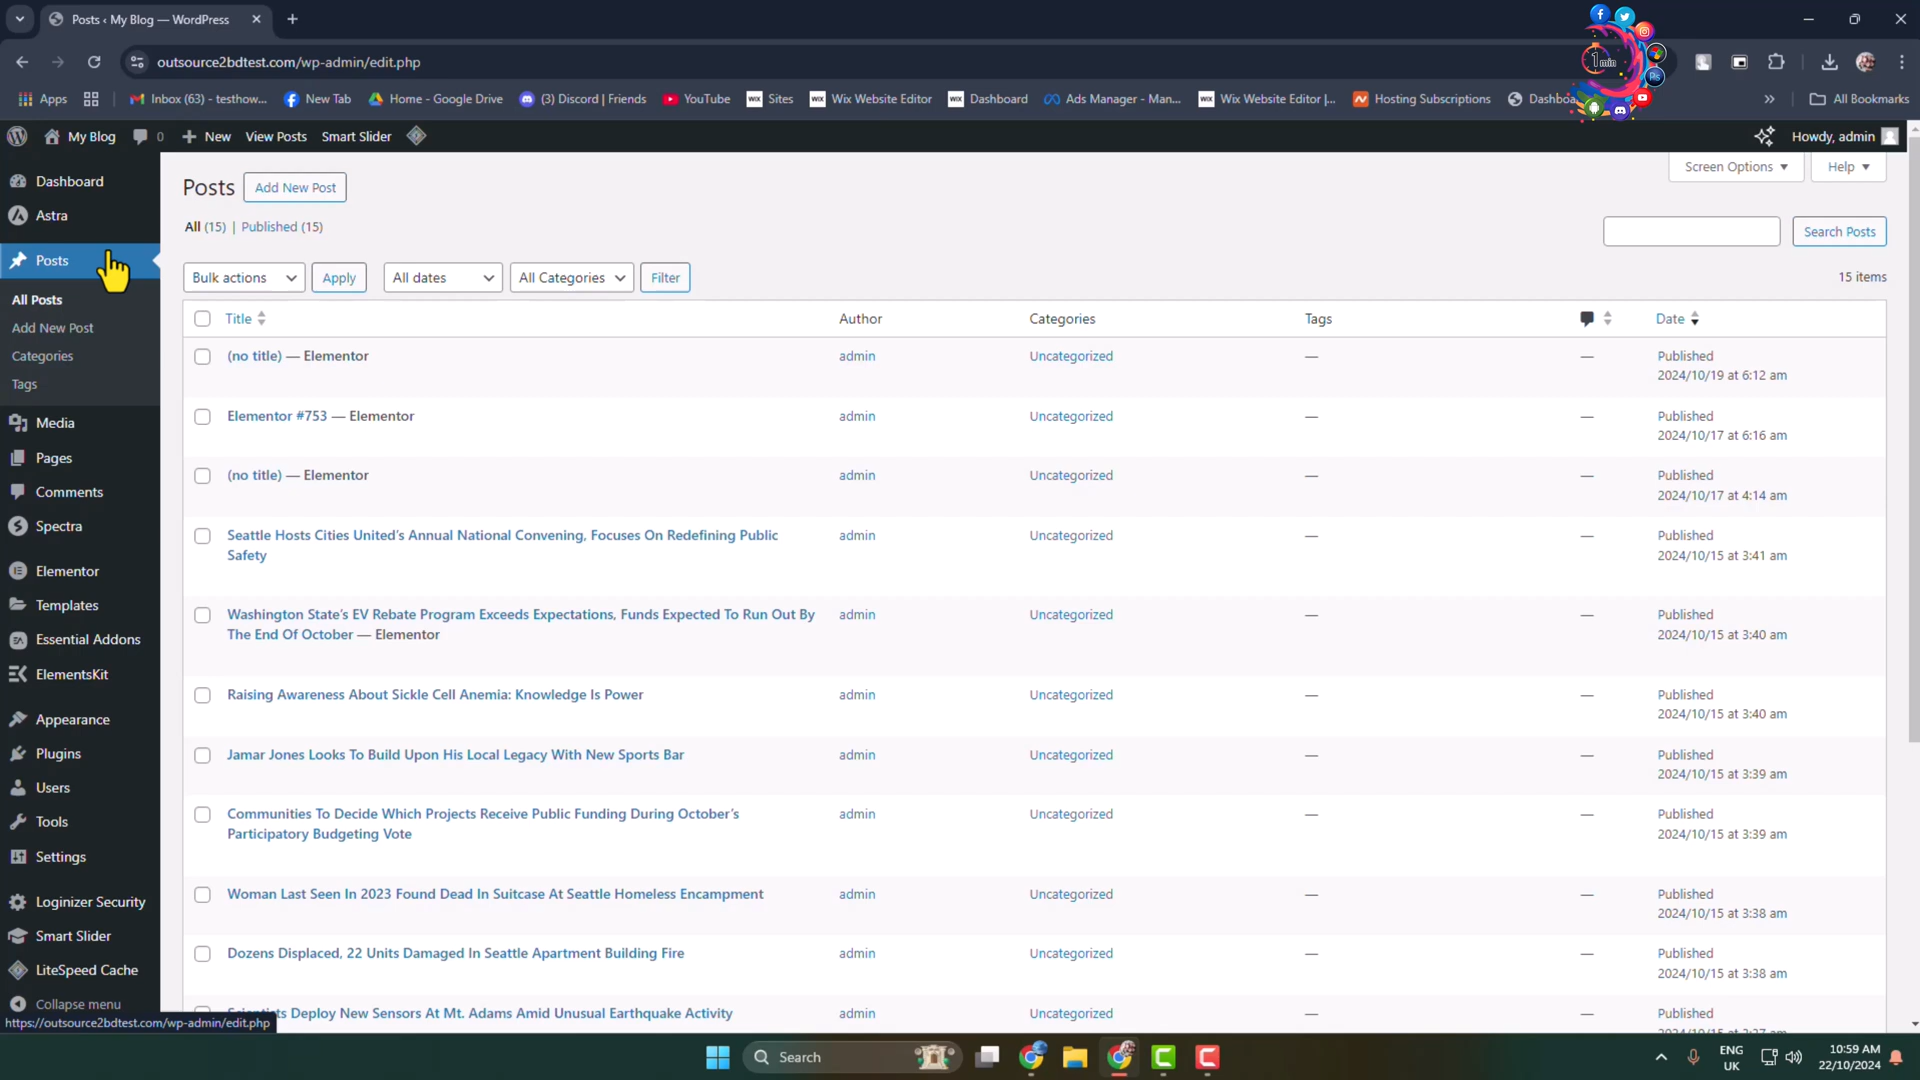 Posts ‹ My Blog — WordPress
outsource2bdtest.com/wp-admin/edit.php
1min
Ps
Apps
Inbox (63) - testhow...
New Tab
Home - Google Drive
(3) Discord | Friends
YouTube
WIX Sites
WIX Wix Website Editor
WIX Dashboard
Ads Manager - Man...
WIX Wix Website Editor |...
Hosting Subscriptions
All Bookmarks
My Blog
0
New
View Posts
Smart Slider
Howdy, admin
Dashboard
Astra
Posts
All Posts
Add New Post
Categories
Tags
Media
Pages
Comments
Spectra
Elementor
Templates
Essential Addons
ElementsKit
Appearance
Plugins
Users
Tools
Settings
Loginizer Security
Smart Slider
LiteSpeed Cache
Collapse menu
https://outsource2bdtest.com/wp-admin/edit.php
Screen Options
Help
Posts
Add New Post
All (15) | Published (15)
Search Posts
Bulk actions
Apply
All dates
All Categories
Filter
15 items
Title Author Categories Tags Date
(no title) — Elementor admin Uncategorized — — Published
2024/10/19 at 6:12 am
Elementor #753 — Elementor admin Uncategorized — — Published
2024/10/17 at 6:16 am
(no title) — Elementor admin Uncategorized — — Published
2024/10/17 at 4:14 am
Seattle Hosts Cities United's Annual National Convening, Focuses On Redefining Public admin Uncategorized — — Published
Safety 2024/10/15 at 3:41 am
Washington State's EV Rebate Program Exceeds Expectations, Funds Expected To Run Out By admin Uncategorized — — Published
The End Of October — Elementor 2024/10/15 at 3:40 am
Raising Awareness About Sickle Cell Anemia: Knowledge Is Power admin Uncategorized — — Published
2024/10/15 at 3:40 am
Jamar Jones Looks To Build Upon His Local Legacy With New Sports Bar admin Uncategorized — — Published
2024/10/15 at 3:39 am
Communities To Decide Which Projects Receive Public Funding During October's admin Uncategorized — — Published
Participatory Budgeting Vote 2024/10/15 at 3:39 am
Woman Last Seen In 2023 Found Dead In Suitcase At Seattle Homeless Encampment admin Uncategorized — — Published
2024/10/15 at 3:38 am
Dozens Displaced, 22 Units Damaged In Seattle Apartment Building Fire admin Uncategorized — — Published
2024/10/15 at 3:38 am
Scientists Deploy New Sensors At Mt. Adams Amid Unusual Earthquake Activity admin Uncategorized — — Published
Search
ENG
UK
10:59 AM
22/10/2024